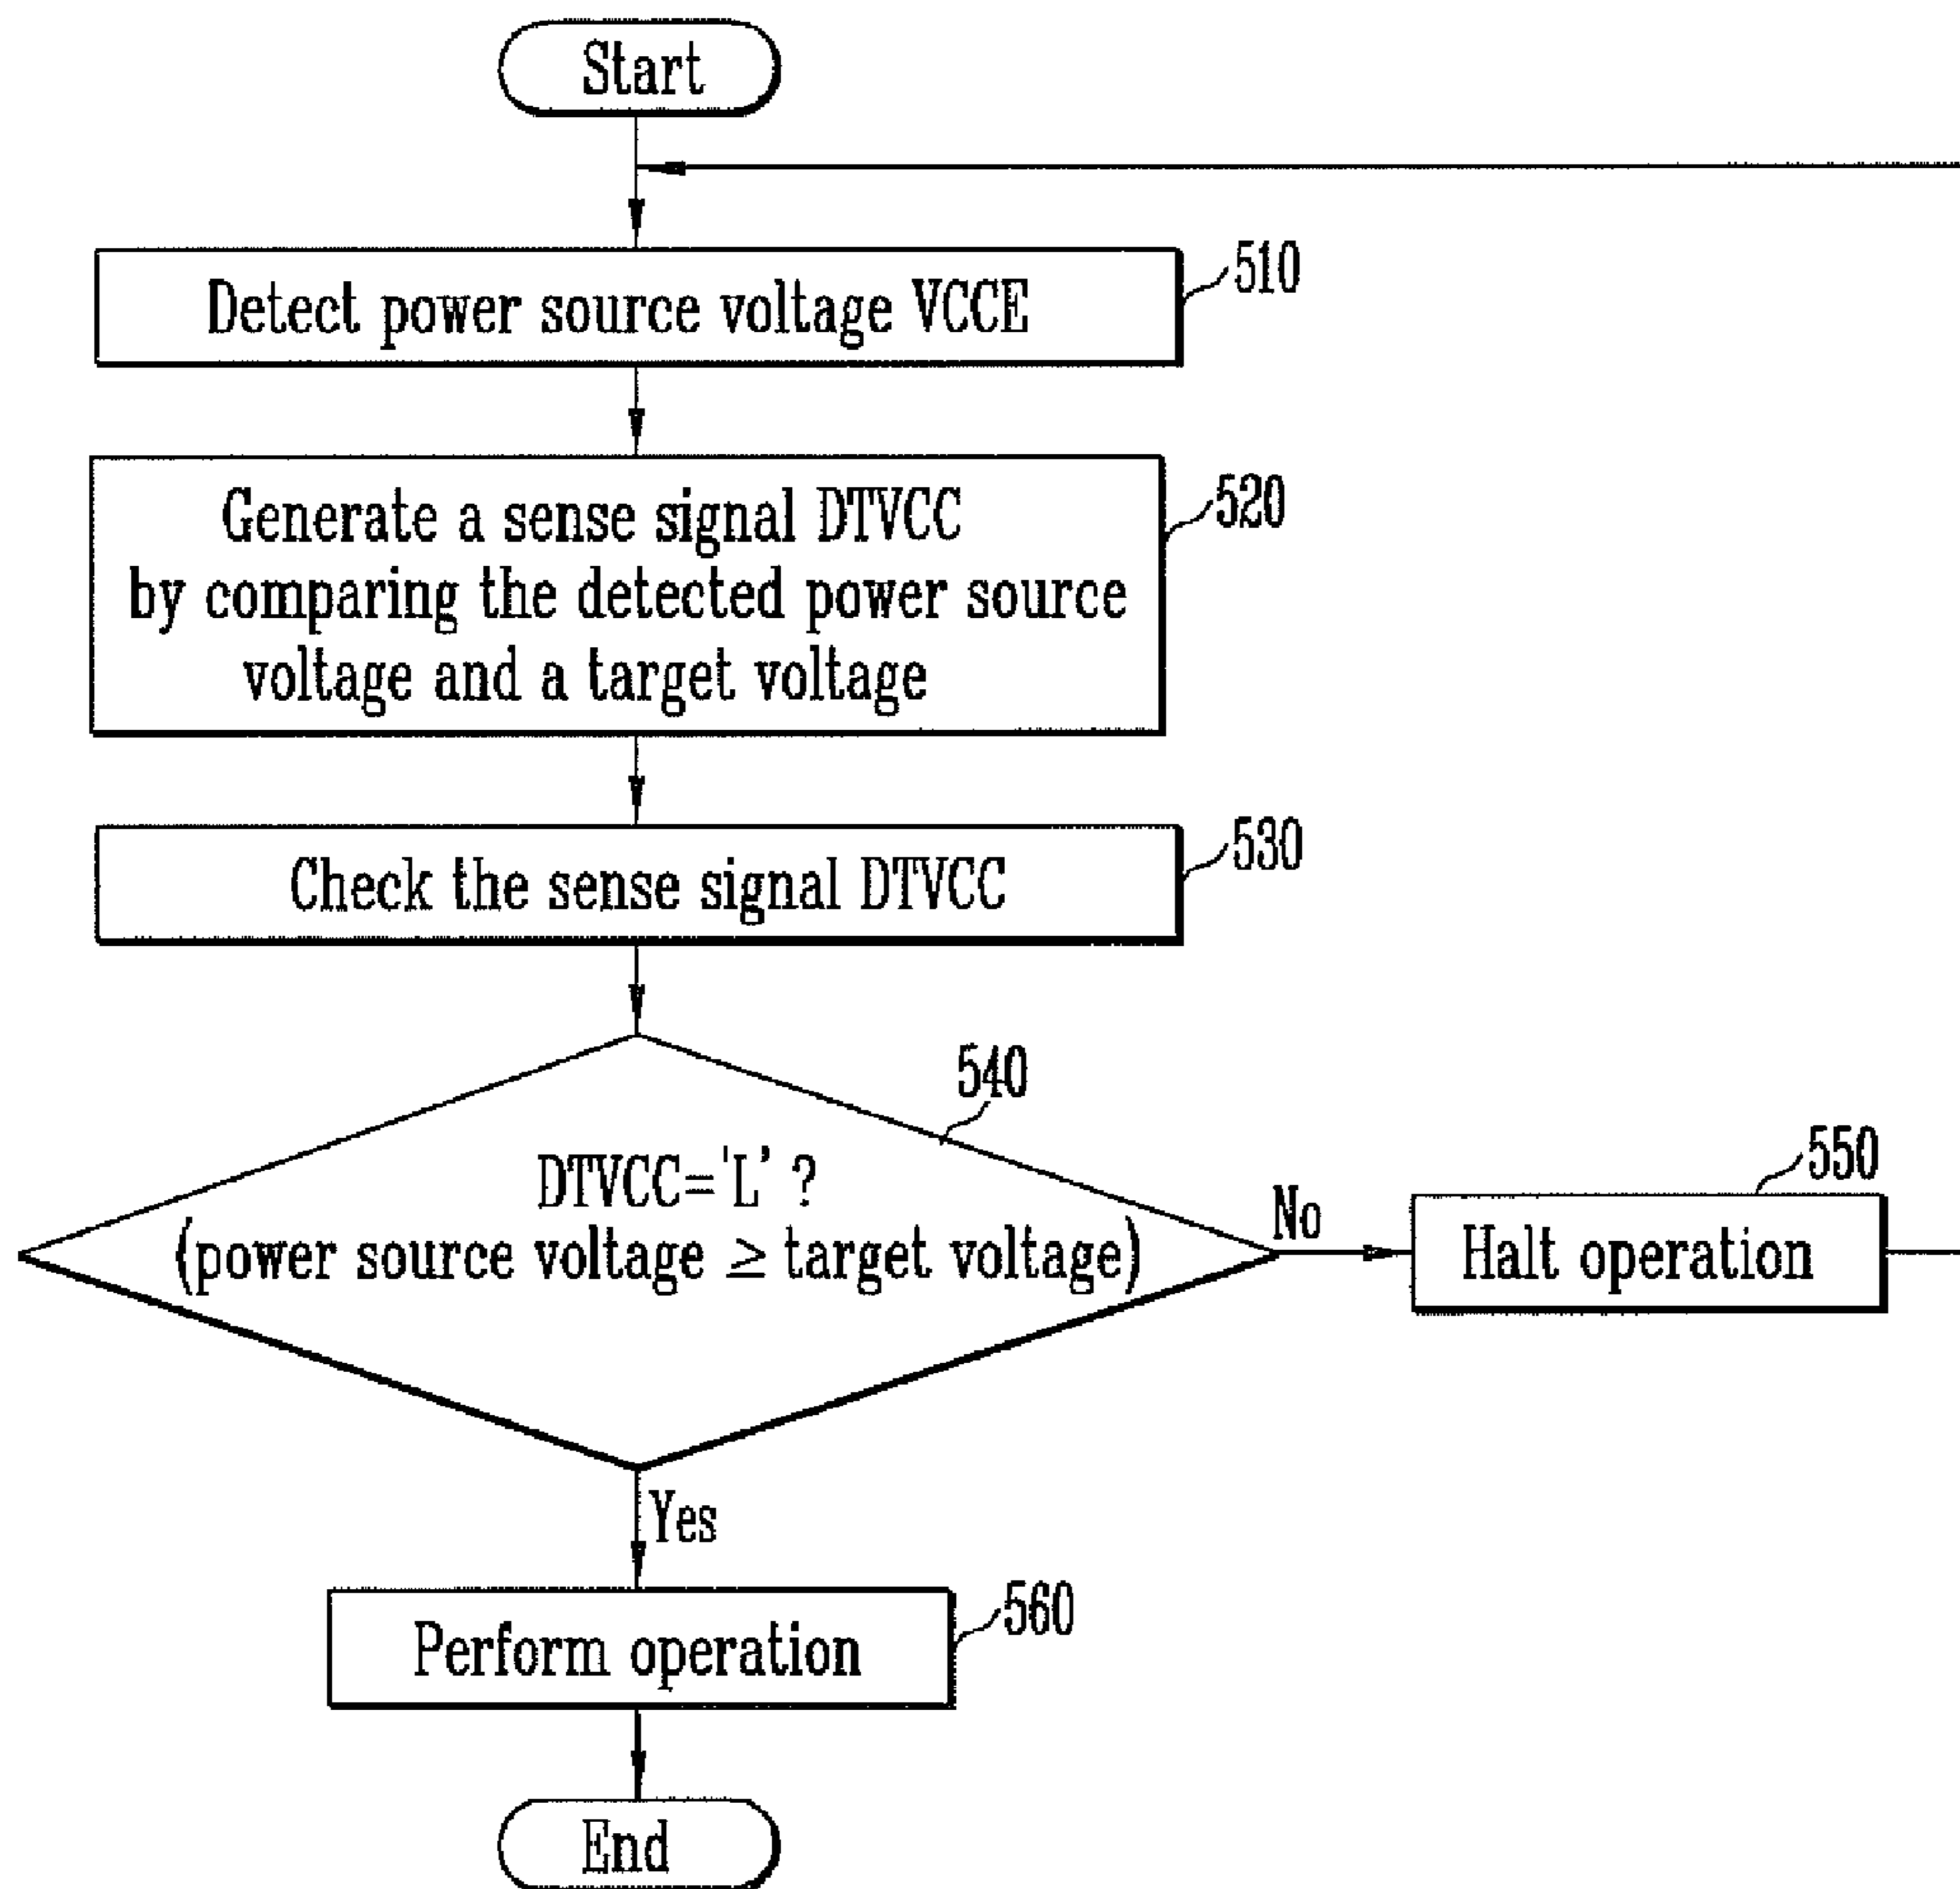 Start
Detect power source voltage VCCE
510
Generate a sense signal DTVCC
by comparing the detected power source
voltage and a target voltage
520
Check the sense signal DTVCC
530
540
DTVCC='L' ?
(power source voltage ≥ target voltage)
No
550
Halt operation
Yes
Perform operation
560
End